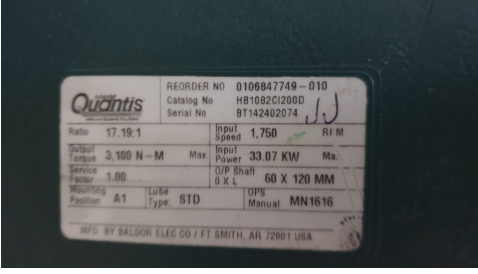 Quantis
REORDER NO 0106847749-010
Catalog No HB1082CI200D
Serial No BT142402074
JJ
Ratio 17.19:1 Input Speed 1,750 RPM
Output Torque 3,100 N-M Max. Input Power 33.07 KW Max
Service Factor 1.00 O/P Shaft O X L 60 X 120 MM
Mounting Position A1 Lube Type: STD OPS Manual MN1616
MFG BY BALDOR ELEC CO / FT SMITH, AR 72901 USA